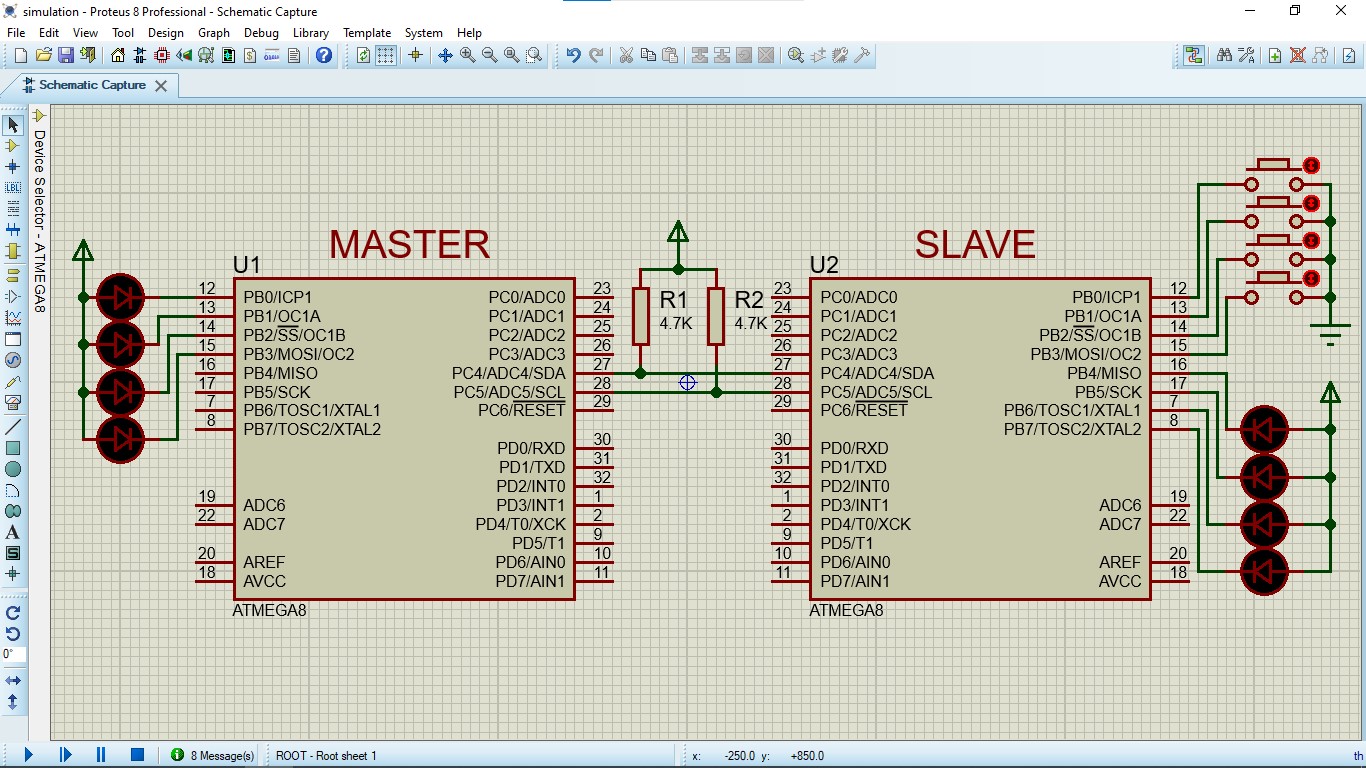 simulation - Proteus 8 Professional - Schematic Capture
File Edit View Tool Design Graph Debug Library Template System Help
Schematic Capture
Device Selector - ATMEGA8
LBL
A
S
0°
MASTER
U1
12 PB0/ICP1
13 PB1/OC1A
14 PB2/SS/OC1B
15 PB3/MOSI/OC2
16 PB4/MISO
17 PB5/SCK
7 PB6/TOSC1/XTAL1
8 PB7/TOSC2/XTAL2
19 ADC6
22 ADC7
20 AREF
18 AVCC
PC0/ADC0 23
PC1/ADC1 24
PC2/ADC2 25
PC3/ADC3 26
PC4/ADC4/SDA 27
PC5/ADC5/SCL 28
PC6/RESET 29
PD0/RXD 30
PD1/TXD 31
PD2/INT0 32
PD3/INT1 1
PD4/T0/XCK 2
PD5/T1 9
PD6/AIN0 10
PD7/AIN1 11
ATMEGA8
R1
4.7K
R2
4.7K
SLAVE
U2
23 PC0/ADC0
24 PC1/ADC1
25 PC2/ADC2
26 PC3/ADC3
27 PC4/ADC4/SDA
28 PC5/ADC5/SCL
29 PC6/RESET
30 PD0/RXD
31 PD1/TXD
32 PD2/INT0
1 PD3/INT1
2 PD4/T0/XCK
9 PD5/T1
10 PD6/AIN0
11 PD7/AIN1
PB0/ICP1 12
PB1/OC1A 13
PB2/SS/OC1B 14
PB3/MOSI/OC2 15
PB4/MISO 16
PB5/SCK 17
PB6/TOSC1/XTAL1 7
PB7/TOSC2/XTAL2 8
ADC6 19
ADC7 22
AREF 20
AVCC 18
ATMEGA8
8 Message(s) ROOT - Root sheet 1 x: -250.0 y: +850.0 th